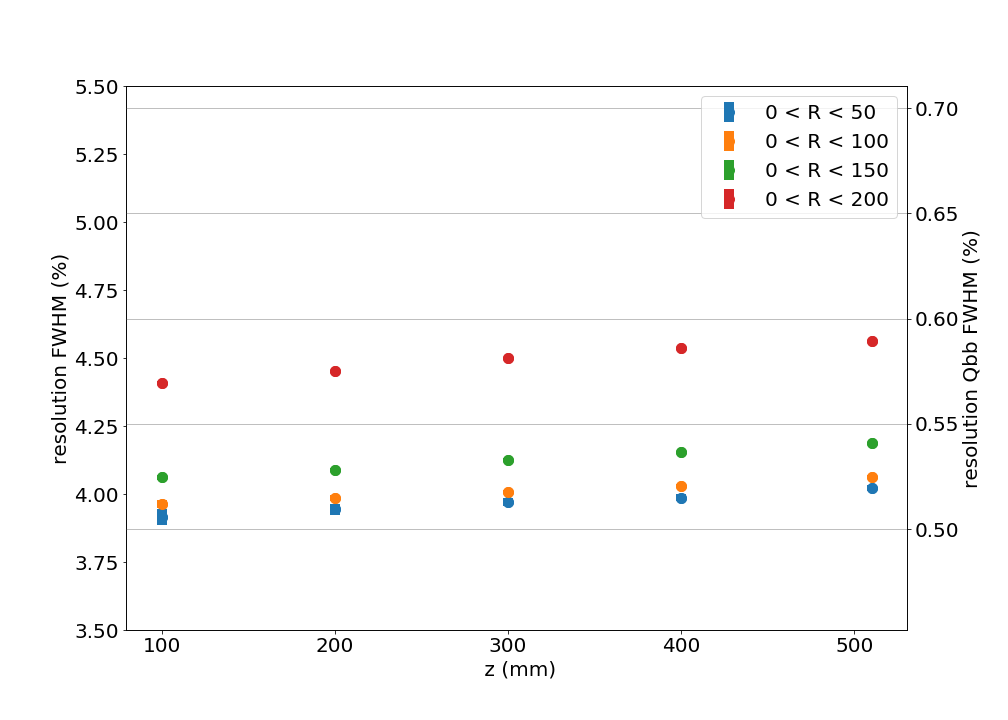 5.50
5.25
5.00
4.75
4.50
4.25
4.00
3.75
3.50
resolution FWHM (%)
100
200
300
400
500
z (mm)
0.70
0.65
0.60
0.55
0.50
resolution Qbb FWHM (%)
0 < R < 50
0 < R < 100
0 < R < 150
0 < R < 200